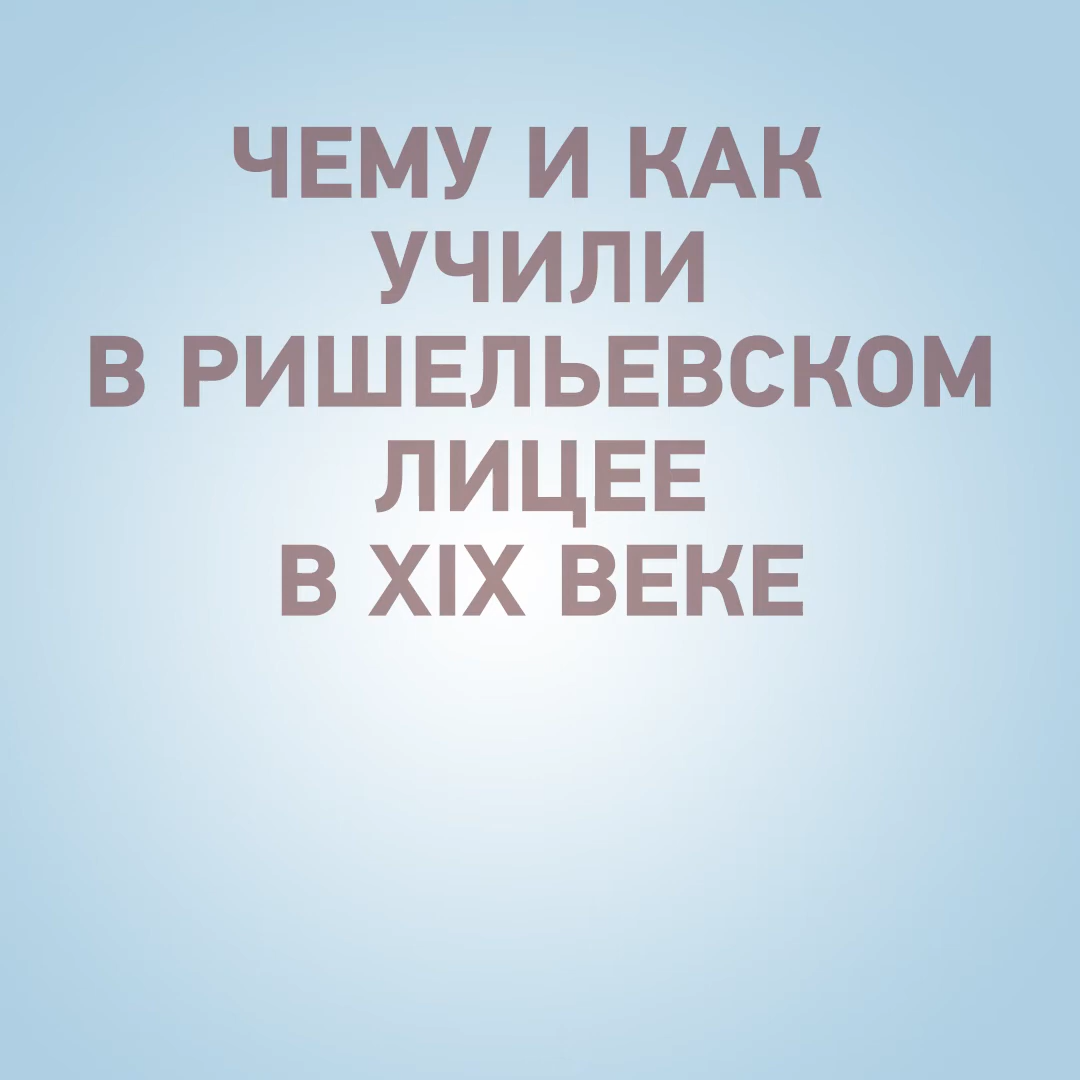 ЧЕМУ И КАК
УЧИЛИ
В РИШЕЛЬЕВСКОМ
ЛИЦЕЕ
В XIX ВЕКЕ